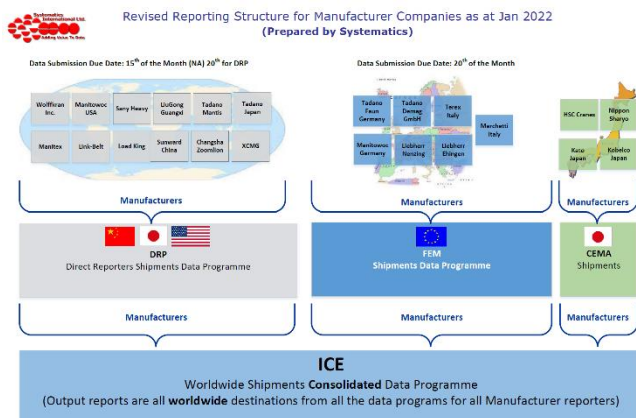 Systematics
International Ltd.
Adding Value To Data
Revised Reporting Structure for Manufacturer Companies as at Jan 2022
(Prepared by Systematics)
Data Submission Due Date: 15th of the Month (NA) 20th for DRP
Data Submission Due Date: 20th of the Month
Wolffkran Inc.
Manitowoc USA
Sany Heavy
LiuGong Guangxi
Tadano Mantis
Tadano Japan
Manitex
Link-Belt
Load King
Sunward China
Changsha Zoomlion
XCMG
Tadano Faun Germany
Tadano Demag GmbH
Terex Italy
Marchetti Italy
Manitowoc Germany
Liebherr Nenzing
Liebherr Ehingen
HSC Cranes
Nippon Sharyo
Kato Japan
Kobelco Japan
Manufacturers
Manufacturers
Manufacturers
DRP
Direct Reporters Shipments Data Programme
FEM
Shipments Data Programme
CEMA
Shipments
Manufacturers
Manufacturers
Manufacturers
ICE
Worldwide Shipments Consolidated Data Programme
(Output reports are all worldwide destinations from all the data programs for all Manufacturer reporters)